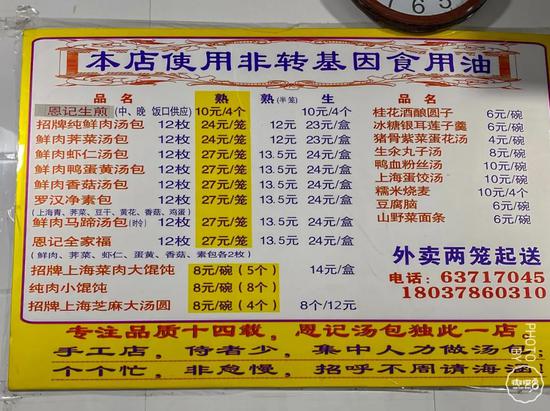 本店使用非转基因食用油
品名 熟 熟(半笼) 生 品名
恩记生煎(中、晚 饭口供应) 10元/4个 10元/4个 桂花酒酿圆子 6元/碗
招牌纯鲜肉汤包 12枚 24元/笼 12元 23元/盒 冰糖银耳莲子羹 6元/碗
鲜肉荠菜汤包 12枚 27元/笼 13.5元 24元/盒 猪骨紫菜蛋花汤 4元/碗
鲜肉虾仁汤包 12枚 27元/笼 13.5元 24元/盒 生汆丸子汤 8元/碗
鲜肉鸭蛋黄汤包 12枚 27元/笼 13.5元 24元/盒 鸭血粉丝汤 10元/碗
鲜肉香菇汤包 12枚 27元/笼 13.5元 24元/盒 上海蛋饺汤 10元/碗
罗汉净素包 12枚 27元/笼 13.5元 24元/盒 糯米烧麦 10元/4个
(上海青、荠菜、豆干、黄花、香菇、鸡蛋) 豆腐脑 6元/碗
鲜肉马蹄汤包(时令) 12枚 27元/笼 13.5元 24元/盒 山野菜面条 6元/碗
恩记全家福 12枚 27元/笼 13.5元 24元/盒
(鲜肉、荠菜、虾仁、蛋黄、香菇、素包各2枚)
外卖两笼起送
招牌上海菜肉大馄饨 8元/碗(5个) 14元/盒
电话:63717045
纯肉小馄饨 8元/碗(8个)
18037860310
招牌上海芝麻大汤圆 8元/碗(4个) 8个/12元
专注品质十四载,恩记汤包独此一店
手工店,侍者少,集中人力做汤包
个个忙,非怠慢,招呼不周请海涵
PHOTO BY